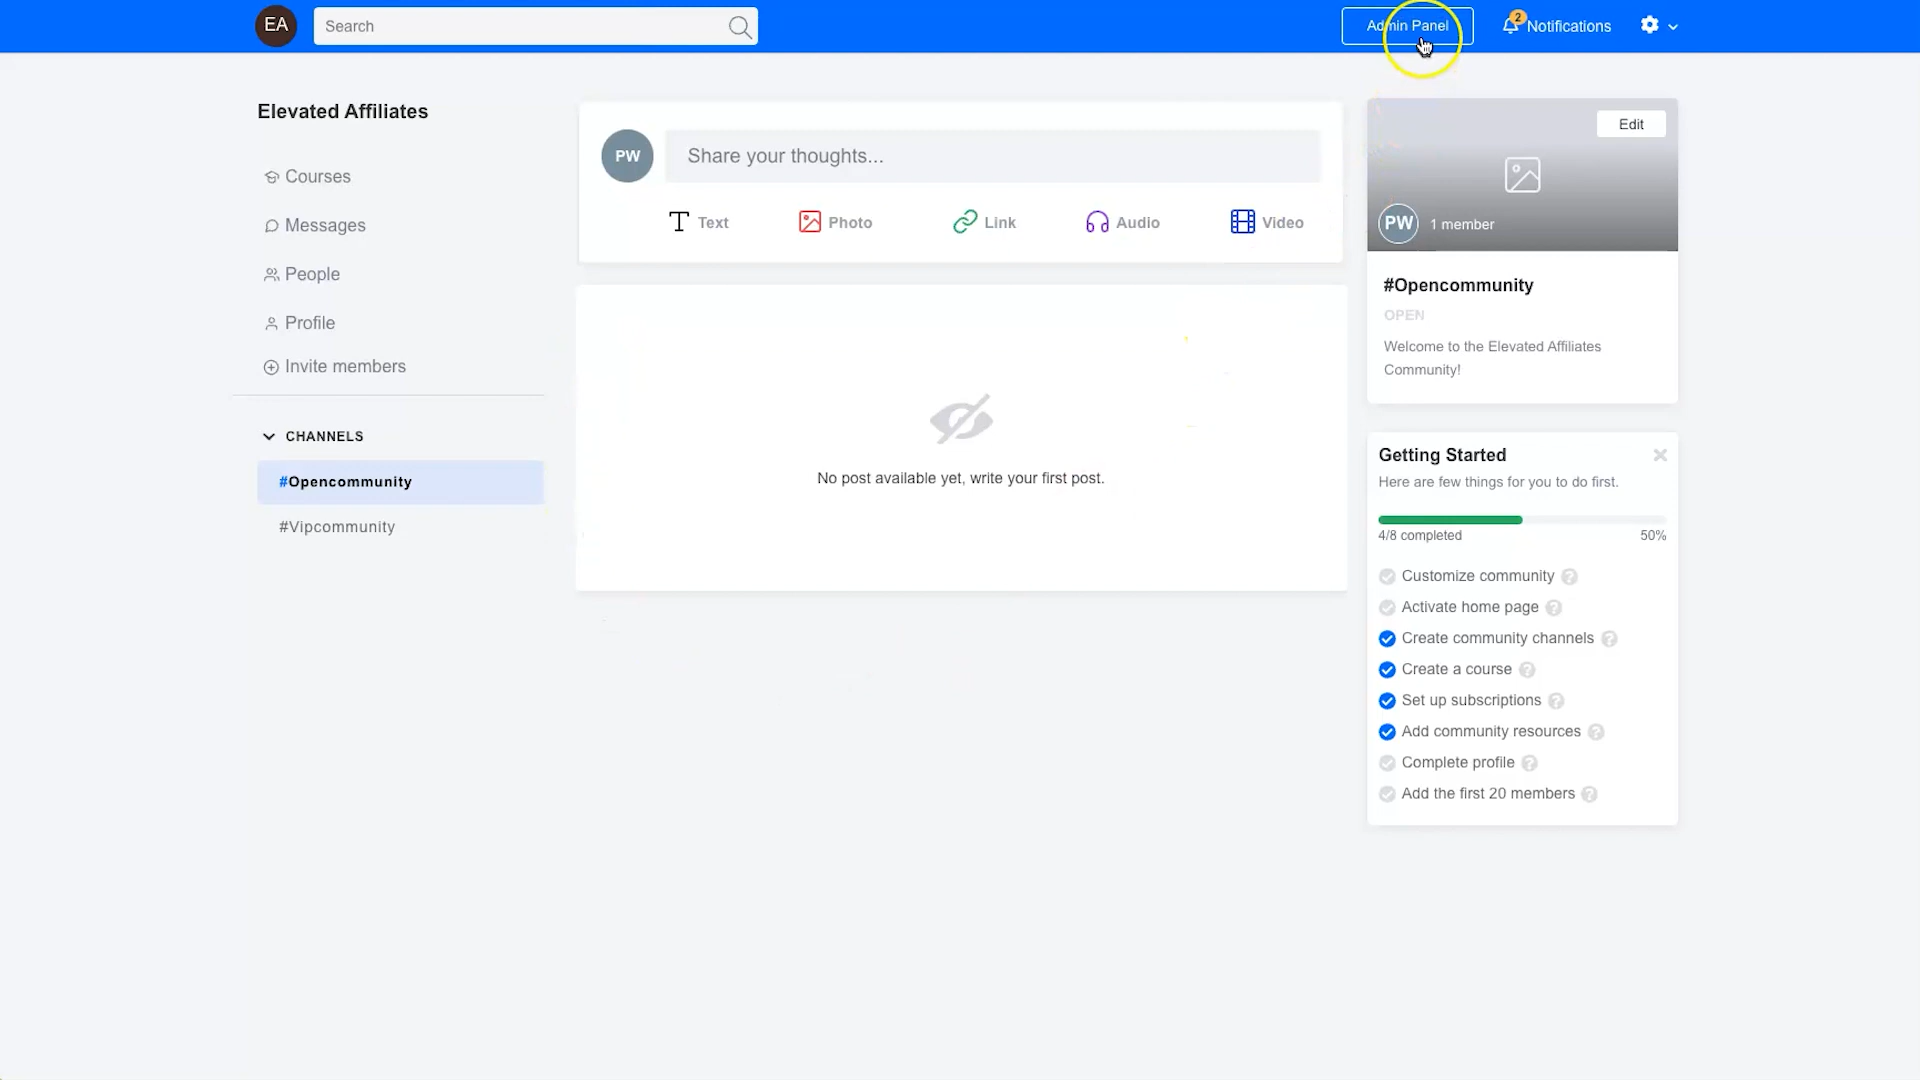 EA
Search
Admin Panel
2
Notifications
Elevated Affiliates
Courses
Messages
People
Profile
Invite members
CHANNELS
#Opencommunity
#Vipcommunity
PW
Share your thoughts...
Text
Photo
Link
Audio
Video
No post available yet, write your first post.
Edit
PW
1 member
#Opencommunity
OPEN
Welcome to the Elevated Affiliates
Community!
Getting Started
Here are few things for you to do first.
4/8 completed
50%
Customize community ?
Activate home page ?
Create community channels ?
Create a course ?
Set up subscriptions ?
Add community resources ?
Complete profile ?
Add the first 20 members ?